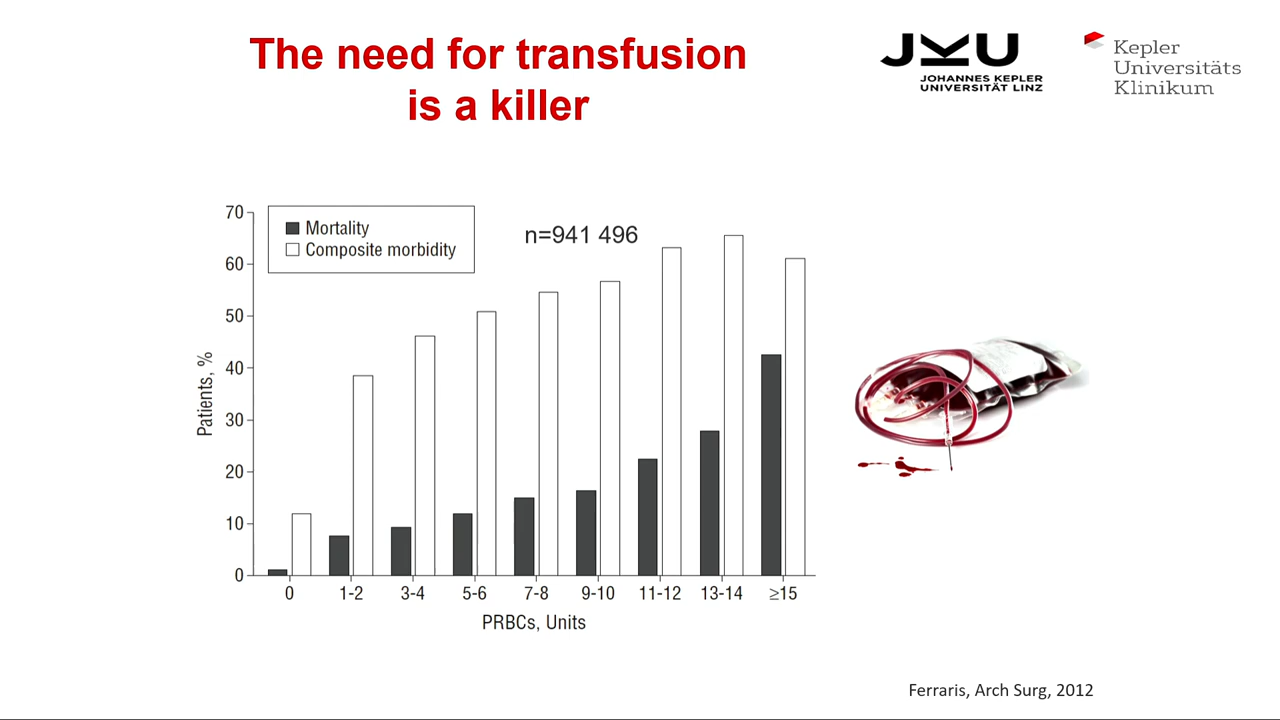 The need for transfusion
is a killer
JKU
JOHANNES KEPLER
UNIVERSITÄT LINZ
Kepler
Universitäts
Klinikum
Mortality
Composite morbidity
n=941 496
70
60
50
40
30
20
10
0
Patients, %
0 1-2 3-4 5-6 7-8 9-10 11-12 13-14 ≥15
PRBCs, Units
Ferraris, Arch Surg, 2012